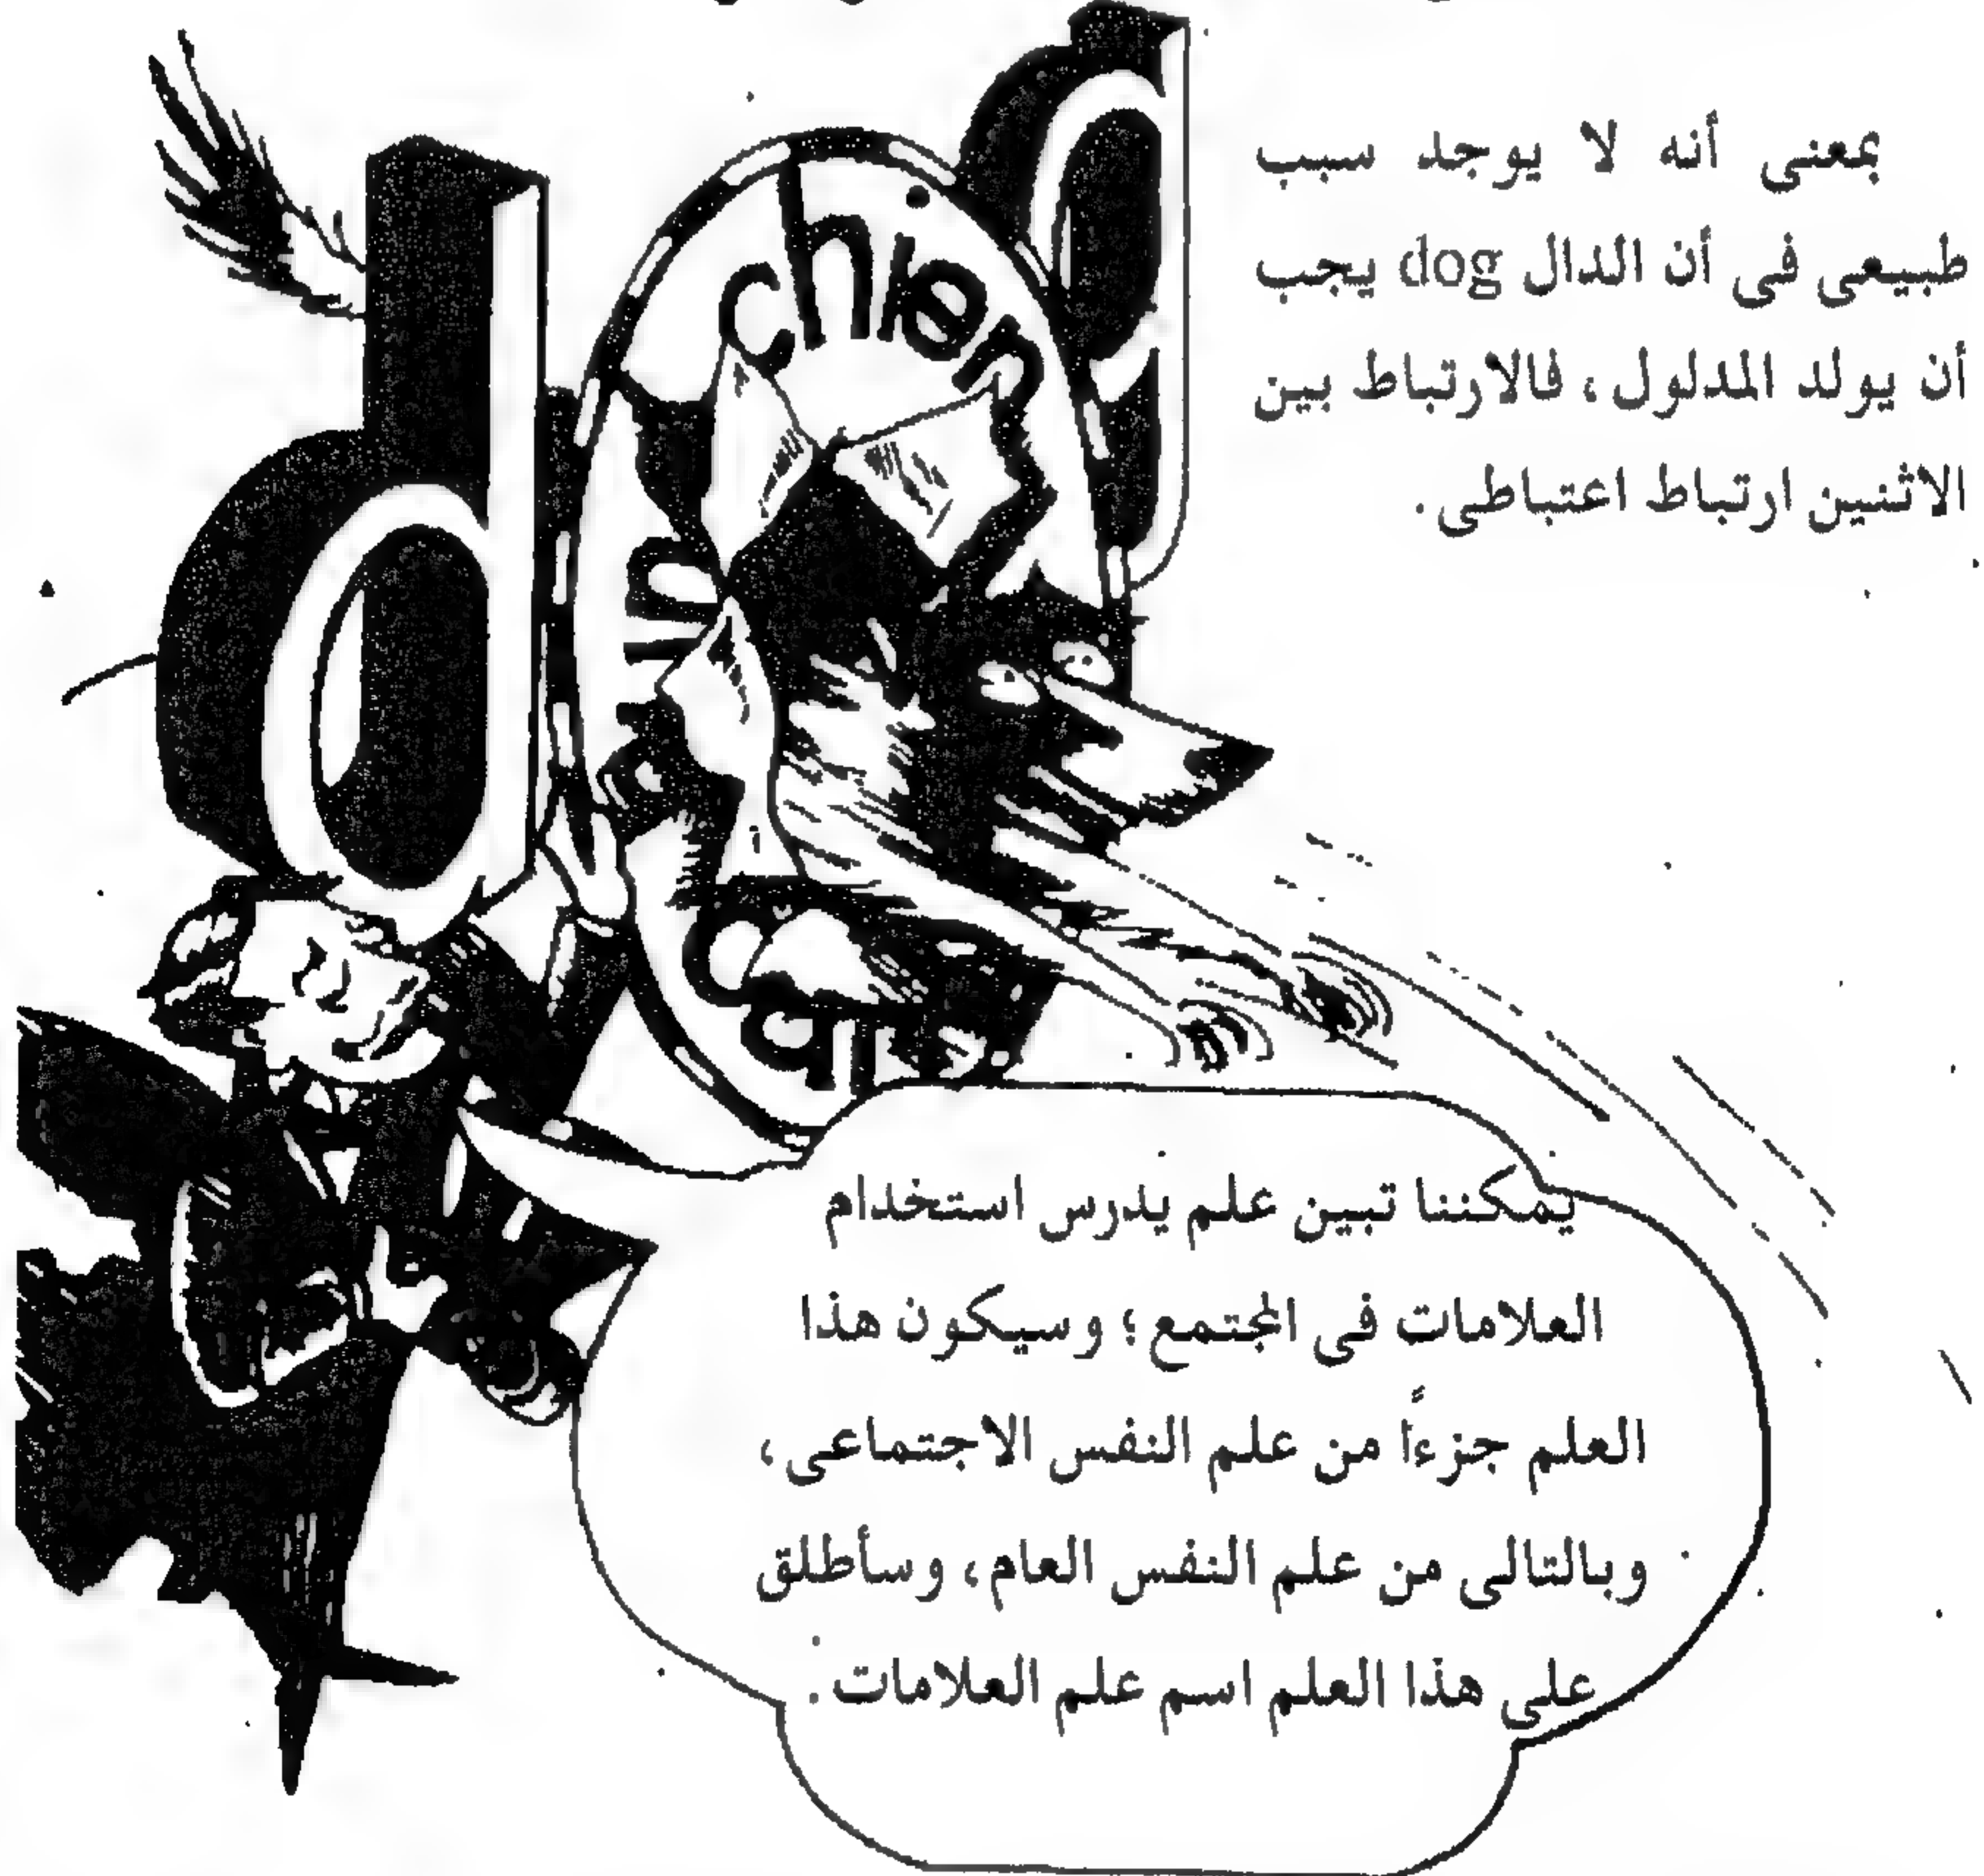 بمعنى أنه لا يوجد سبب
طبيعى فى أن الدال dog يجب
أن يولد المدلول، فالارتباط بين
الاثنين ارتباط اعتباطى.
d g
chien
يمكننا تبين علم يدرس استخدام
العلامات فى المجتمع؛ وسيكون هذا
العلم جزءاً من علم النفس الاجتماعى،
وبالتالى من علم النفس العام، وسأطلق
على هذا العلم اسم علم العلامات.